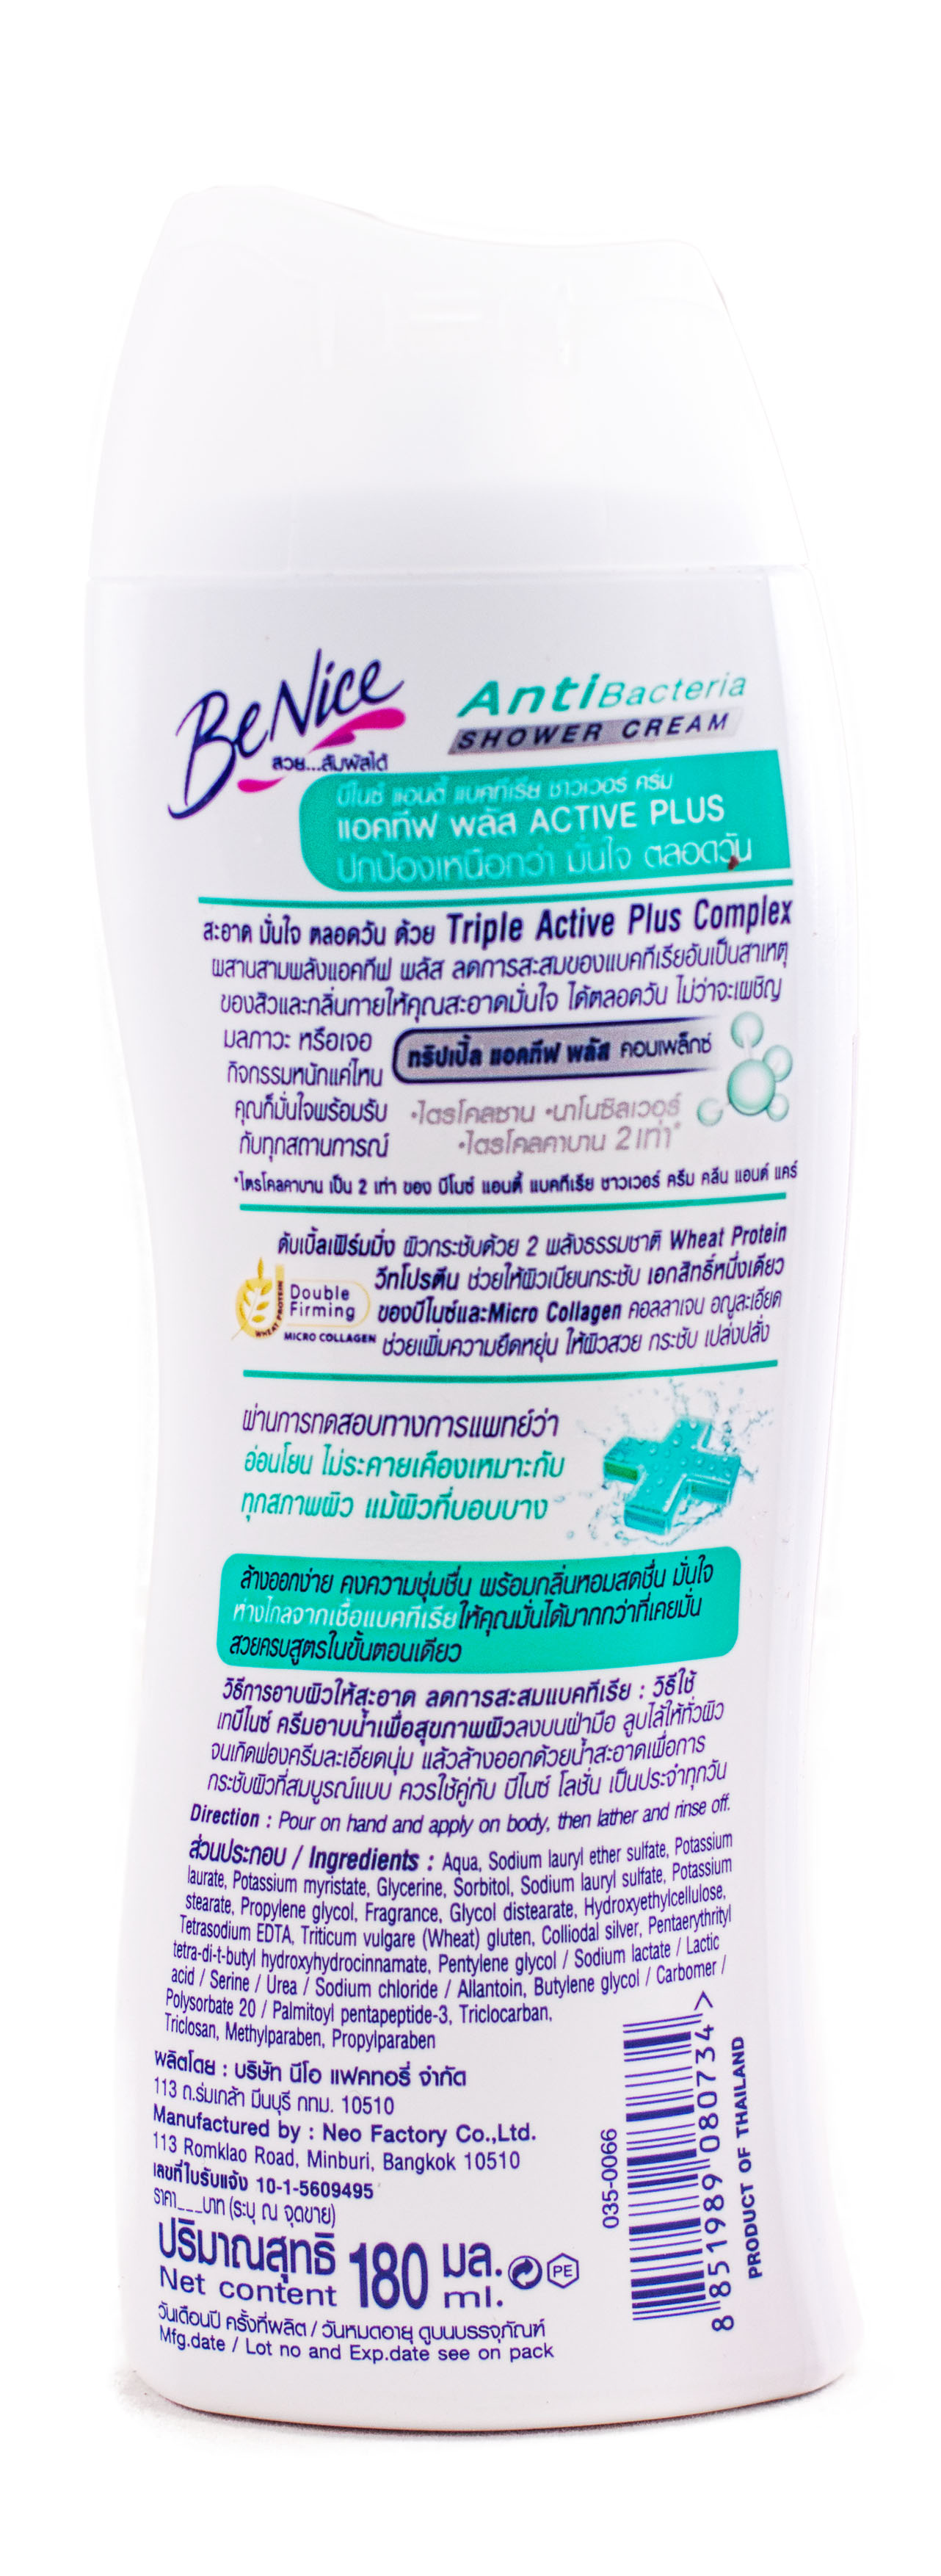 BeNice
สวย...สัมผัสได้
AntiBacteria
SHOWER CREAM
บีไนซ์ แอนตี้ แบคทีเรีย ชาวเวอร์ ครีม
แอคทีฟ พลัส ACTIVE PLUS
ปกป้องเหนือกว่า มั่นใจ ตลอดวัน
สะอาด มั่นใจ ตลอดวัน ด้วย Triple Active Plus Complex
ผสานสามพลังแอคทีฟ พลัส ลดการสะสมของแบคทีเรียอันเป็นสาเหตุ
ของสิวและกลิ่นกายให้คุณสะอาดมั่นใจ ได้ตลอดวัน ไม่ว่าจะเผชิญ
มลภาวะ หรือเจอ
กิจกรรมหนักแค่ไหน
คุณก็มั่นใจพร้อมรับ
กับทุกสถานการณ์
ทริปเปิ้ล แอคทีฟ พลัส คอมเพล็กซ์
•ไตรโคลซาน •นาโนซิลเวอร์
•ไตรโคลคาบาน 2 เท่า*
*ไตรโคลคาบาน เป็น 2 เท่า ของ บีไนซ์ แอนตี้ แบคทีเรีย ชาวเวอร์ ครีม คลีน แอนด์ แคร์
ดับเบิ้ลเฟิร์มมิ่ง ผิวกระชับด้วย 2 พลังธรรมชาติ Wheat Protein
วีทโปรตีน ช่วยให้ผิวเนียนกระชับ เอกสิทธิ์หนึ่งเดียว
ของบีไนซ์และMicro Collagen คอลลาเจน อณูละเอียด
ช่วยเพิ่มความยืดหยุ่น ให้ผิวสวย กระชับ เปล่งปลั่ง
Double
Firming
WHEAT PROTEIN
MICRO COLLAGEN
ผ่านการทดสอบทางการแพทย์ว่า
อ่อนโยน ไม่ระคายเคืองเหมาะกับ
ทุกสภาพผิว แม้ผิวที่บอบบาง
ล้างออกง่าย คงความชุ่มชื่น พร้อมกลิ่นหอมสดชื่น มั่นใจ
ห่างไกลจากเชื้อแบคทีเรียให้คุณมั่นได้มากกว่าที่เคยมั่น
สวยครบสูตรในขั้นตอนเดียว
วิธีการอาบผิวให้สะอาด ลดการสะสมแบคทีเรีย : วิธีใช้
เทบีไนซ์ ครีมอาบน้ำเพื่อสุขภาพผิวลงบนฝ่ามือ ลูบไล้ให้ทั่วผิว
จนเกิดฟองครีมละเอียดนุ่ม แล้วล้างออกด้วยน้ำสะอาดเพื่อการ
กระชับผิวที่สมบูรณ์แบบ ควรใช้คู่กับ บีไนซ์ โลชั่น เป็นประจำทุกวัน
Direction : Pour on hand and apply on body, then lather and rinse off.
ส่วนประกอบ / Ingredients : Aqua, Sodium lauryl ether sulfate, Potassium
laurate, Potassium myristate, Glycerine, Sorbitol, Sodium lauryl sulfate, Potassium
stearate, Propylene glycol, Fragrance, Glycol distearate, Hydroxyethylcellulose,
Tetrasodium EDTA, Triticum vulgare (Wheat) gluten, Colliodal silver, Pentaerythrityl
tetra-di-t-butyl hydroxyhydrocinnamate, Pentylene glycol / Sodium lactate / Lactic
acid / Serine / Urea / Sodium chloride / Allantoin, Butylene glycol / Carbomer /
Polysorbate 20 / Palmitoyl pentapeptide-3, Triclocarban,
Triclosan, Methylparaben, Propylparaben
ผลิตโดย : บริษัท นีโอ แฟคทอรี่ จำกัด
113 ถ.ร่มเกล้า มีนบุรี กทม. 10510
Manufactured by : Neo Factory Co.,Ltd.
113 Romklao Road, Minburi, Bangkok 10510
เลขที่ใบรับแจ้ง 10-1-5609495
ราคา___บาท (ระบุ ณ จุดขาย)
ปริมาณสุทธิ 180 มล.
Net content ml.
PE
วันเดือนปี ครั้งที่ผลิต / วันหมดอายุ ดูบนบรรจุภัณฑ์
Mfg.date / Lot no and Exp.date see on pack
035-0066
8 851989 080734 >
PRODUCT OF THAILAND